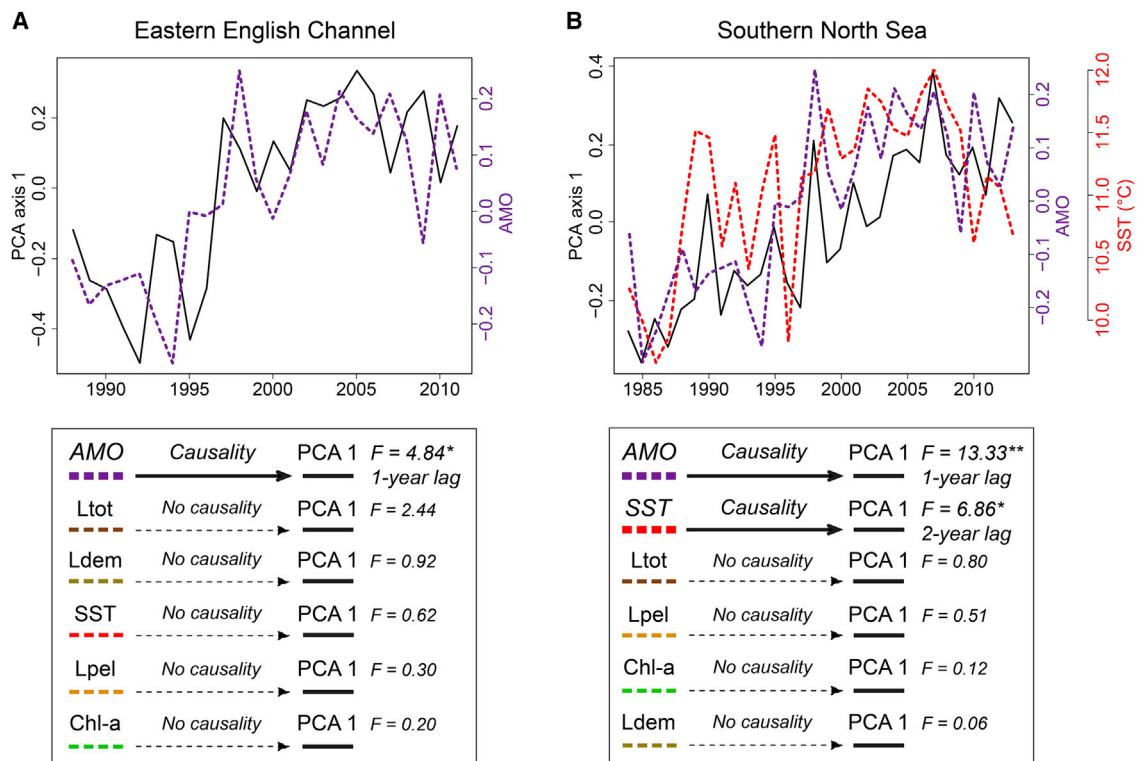 A
Eastern English Channel
B
Southern North Sea
PCA axis 1
0.2
0.0
−0.2
−0.4
AMO
0.2
0.1
0.0
−0.1
−0.2
1990 1995 2000 2005 2010
PCA axis 1
0.4
0.2
0.0
−0.2
AMO
0.2
0.1
0.0
−0.1
−0.2
SST (°C)
12.0
11.5
11.0
10.5
10.0
1985 1990 1995 2000 2005 2010
AMO Causality PCA 1 F = 4.84*
1-year lag
Ltot No causality PCA 1 F = 2.44
Ldem No causality PCA 1 F = 0.92
SST No causality PCA 1 F = 0.62
Lpel No causality PCA 1 F = 0.30
Chl-a No causality PCA 1 F = 0.20
AMO Causality PCA 1 F = 13.33**
1-year lag
SST Causality PCA 1 F = 6.86*
2-year lag
Ltot No causality PCA 1 F = 0.80
Lpel No causality PCA 1 F = 0.51
Chl-a No causality PCA 1 F = 0.12
Ldem No causality PCA 1 F = 0.06